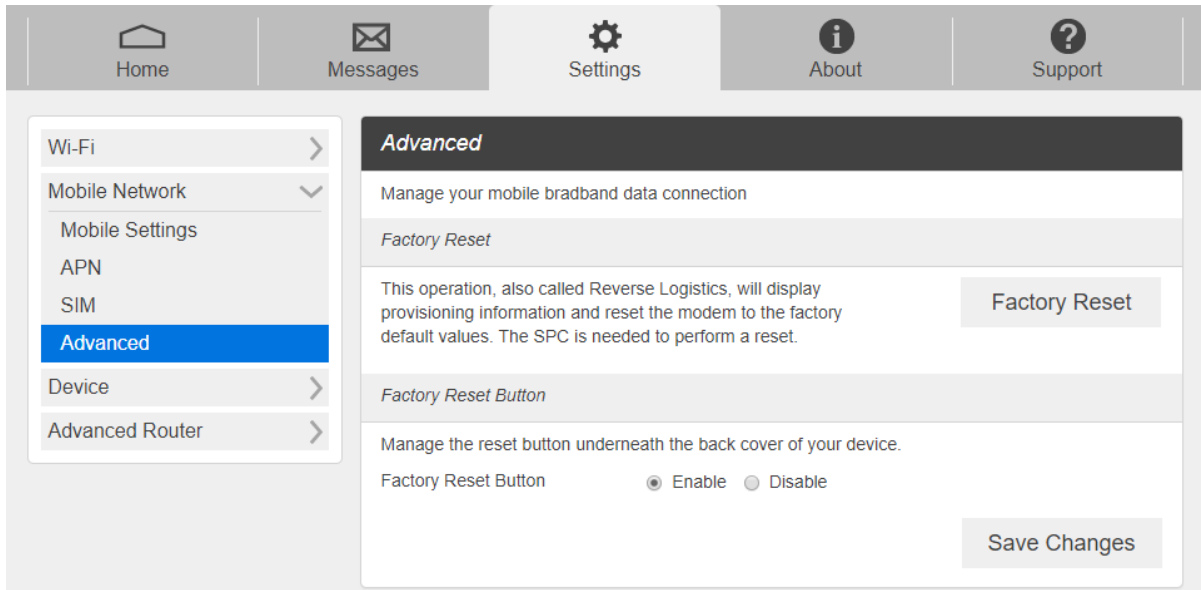 Home
Messages
Settings
About
Support
Wi-Fi
Mobile Network
Mobile Settings
APN
SIM
Advanced
Device
Advanced Router
Advanced
Manage your mobile bradband data connection
Factory Reset
This operation, also called Reverse Logistics, will display
provisioning information and reset the modem to the factory
default values. The SPC is needed to perform a reset.
Factory Reset
Factory Reset Button
Manage the reset button underneath the back cover of your device.
Factory Reset Button Enable Disable
Save Changes